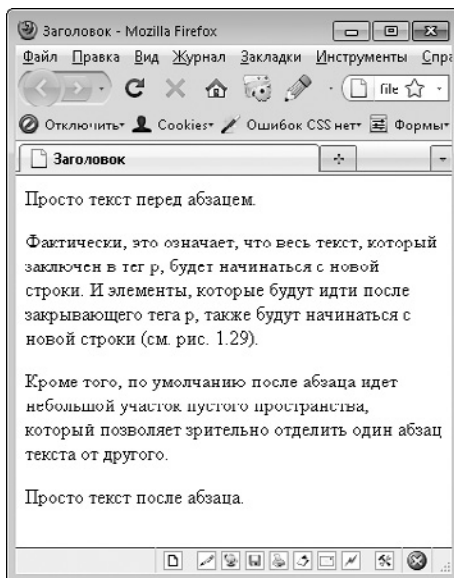 Заголовок - Mozilla Firefox
Файл Правка Вид Журнал Закладки Инструменты Спра
file
Отключить Cookies Ошибок CSS нет Формы
Заголовок
Просто текст перед абзацем.
Фактически, это означает, что весь текст, который
заключен в тег p, будет начинаться с новой
строки. И элементы, которые будут идти после
закрывающего тега p, также будут начинаться с
новой строки (см. рис. 1.29).
Кроме того, по умолчанию после абзаца идет
небольшой участок пустого пространства,
который позволяет зрительно отделить один абзац
текста от другого.
Просто текст после абзаца.